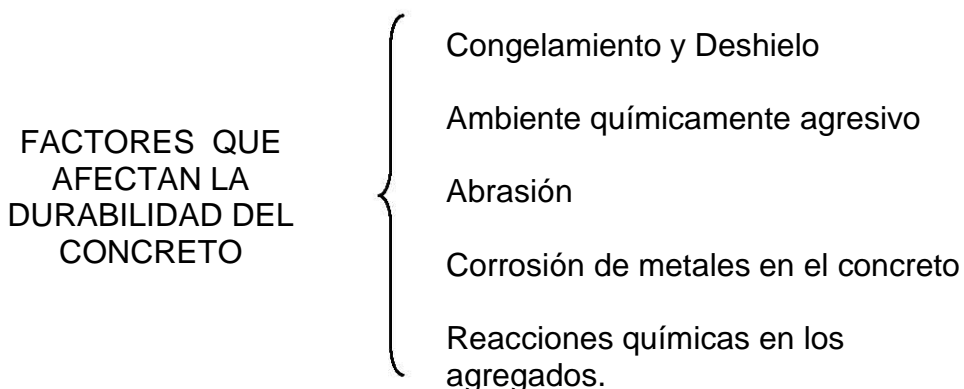 FACTORES QUE
AFECTAN LA
DURABILIDAD DEL
CONCRETO
Congelamiento y Deshielo
Ambiente químicamente agresivo
Abrasión
Corrosión de metales en el concreto
Reacciones químicas en los
agregados.